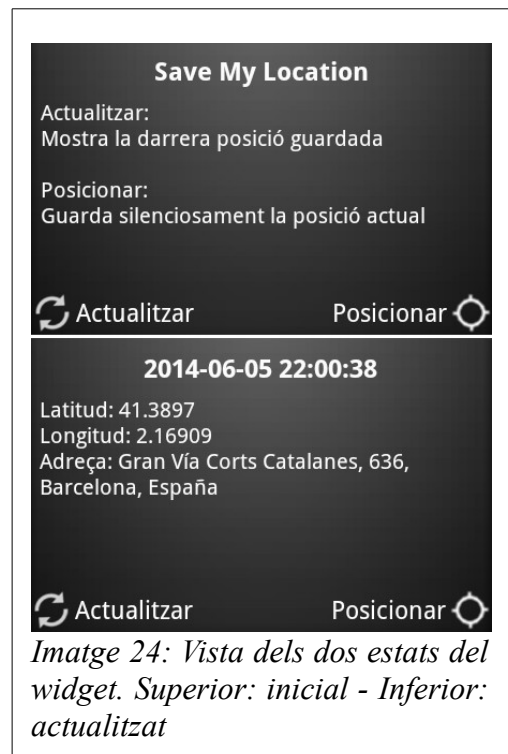 Save My Location
Actualitzar:
Mostra la darrera posició guardada
Posicionar:
Guarda silenciosament la posició actual
Actualitzar
Posicionar
2014-06-05 22:00:38
Latitud: 41.3897
Longitud: 2.16909
Adreça: Gran Vía Corts Catalanes, 636,
Barcelona, España
Actualitzar
Posicionar
Imatge 24: Vista dels dos estats del
widget. Superior: inicial - Inferior:
actualitzat